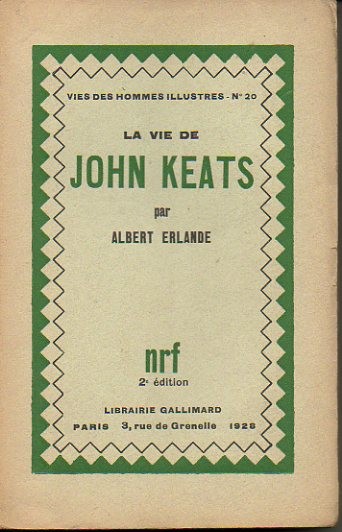 VIES DES HOMMES ILLUSTRES - Nº 20
LA VIE DE
JOHN KEATS
par
ALBERT ERLANDE
nrf
2e édition
LIBRAIRIE GALLIMARD
PARIS 3, rue de Grenelle 1928